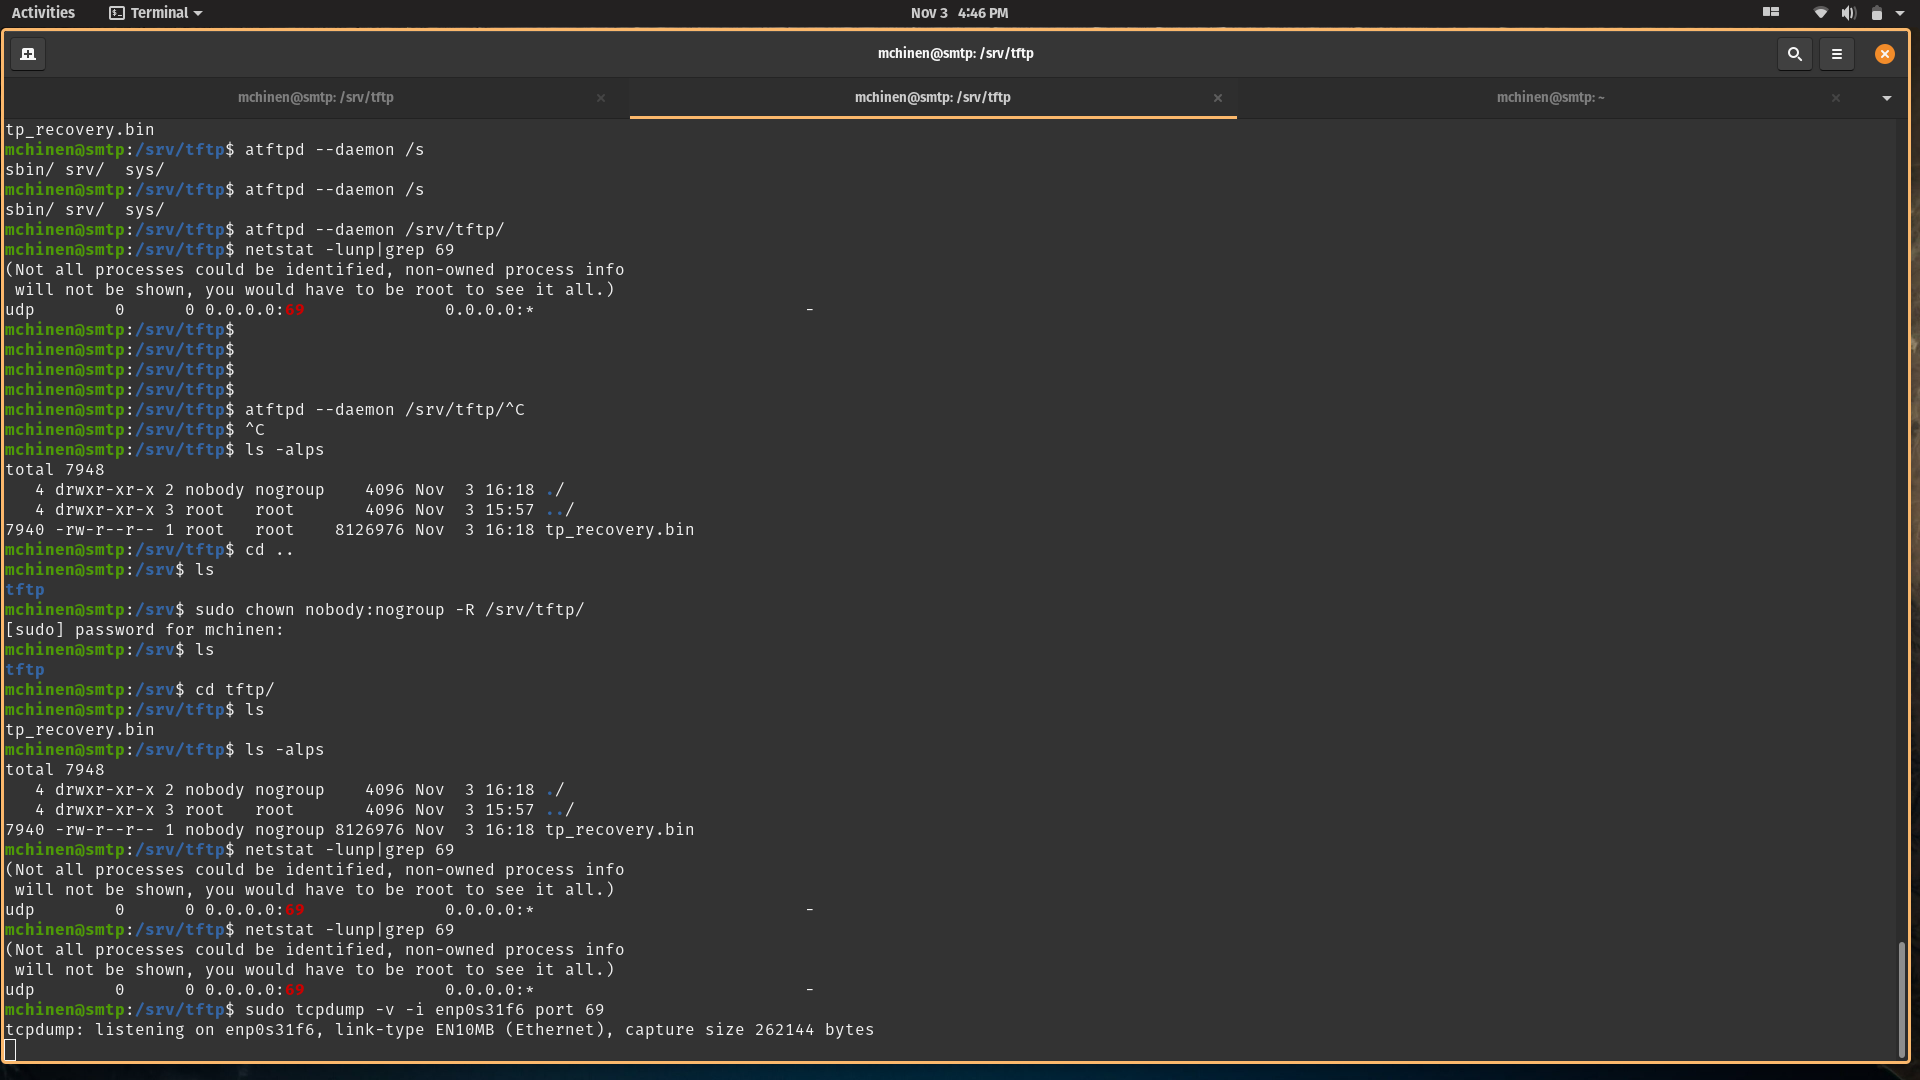 Activities
Terminal
Nov 3 4:46 PM
mchinen@smtp: /srv/tftp
mchinen@smtp: /srv/tftp
mchinen@smtp: /srv/tftp
mchinen@smtp: ~
tp_recovery.bin
mchinen@smtp:/srv/tftp$ atftpd --daemon /s
sbin/ srv/  sys/
mchinen@smtp:/srv/tftp$ atftpd --daemon /s
sbin/ srv/  sys/
mchinen@smtp:/srv/tftp$ atftpd --daemon /srv/tftp/
mchinen@smtp:/srv/tftp$ netstat -lunp|grep 69
(Not all processes could be identified, non-owned process info
 will not be shown, you would have to be root to see it all.)
udp        0      0 0.0.0.0:69              0.0.0.0:*                           -
mchinen@smtp:/srv/tftp$
mchinen@smtp:/srv/tftp$
mchinen@smtp:/srv/tftp$
mchinen@smtp:/srv/tftp$
mchinen@smtp:/srv/tftp$ atftpd --daemon /srv/tftp/^C
mchinen@smtp:/srv/tftp$ ^C
mchinen@smtp:/srv/tftp$ ls -alps
total 7948
   4 drwxr-xr-x 2 nobody nogroup    4096 Nov  3 16:18 ./
   4 drwxr-xr-x 3 root   root       4096 Nov  3 15:57 ../
7940 -rw-r--r-- 1 root   root    8126976 Nov  3 16:18 tp_recovery.bin
mchinen@smtp:/srv/tftp$ cd ..
mchinen@smtp:/srv$ ls
tftp
mchinen@smtp:/srv$ sudo chown nobody:nogroup -R /srv/tftp/
[sudo] password for mchinen:
mchinen@smtp:/srv$ ls
tftp
mchinen@smtp:/srv$ cd tftp/
mchinen@smtp:/srv/tftp$ ls
tp_recovery.bin
mchinen@smtp:/srv/tftp$ ls -alps
total 7948
   4 drwxr-xr-x 2 nobody nogroup    4096 Nov  3 16:18 ./
   4 drwxr-xr-x 3 root   root       4096 Nov  3 15:57 ../
7940 -rw-r--r-- 1 nobody nogroup 8126976 Nov  3 16:18 tp_recovery.bin
mchinen@smtp:/srv/tftp$ netstat -lunp|grep 69
(Not all processes could be identified, non-owned process info
 will not be shown, you would have to be root to see it all.)
udp        0      0 0.0.0.0:69              0.0.0.0:*                           -
mchinen@smtp:/srv/tftp$ netstat -lunp|grep 69
(Not all processes could be identified, non-owned process info
 will not be shown, you would have to be root to see it all.)
udp        0      0 0.0.0.0:69              0.0.0.0:*                           -
mchinen@smtp:/srv/tftp$ sudo tcpdump -v -i enp0s31f6 port 69
tcpdump: listening on enp0s31f6, link-type EN10MB (Ethernet), capture size 262144 bytes